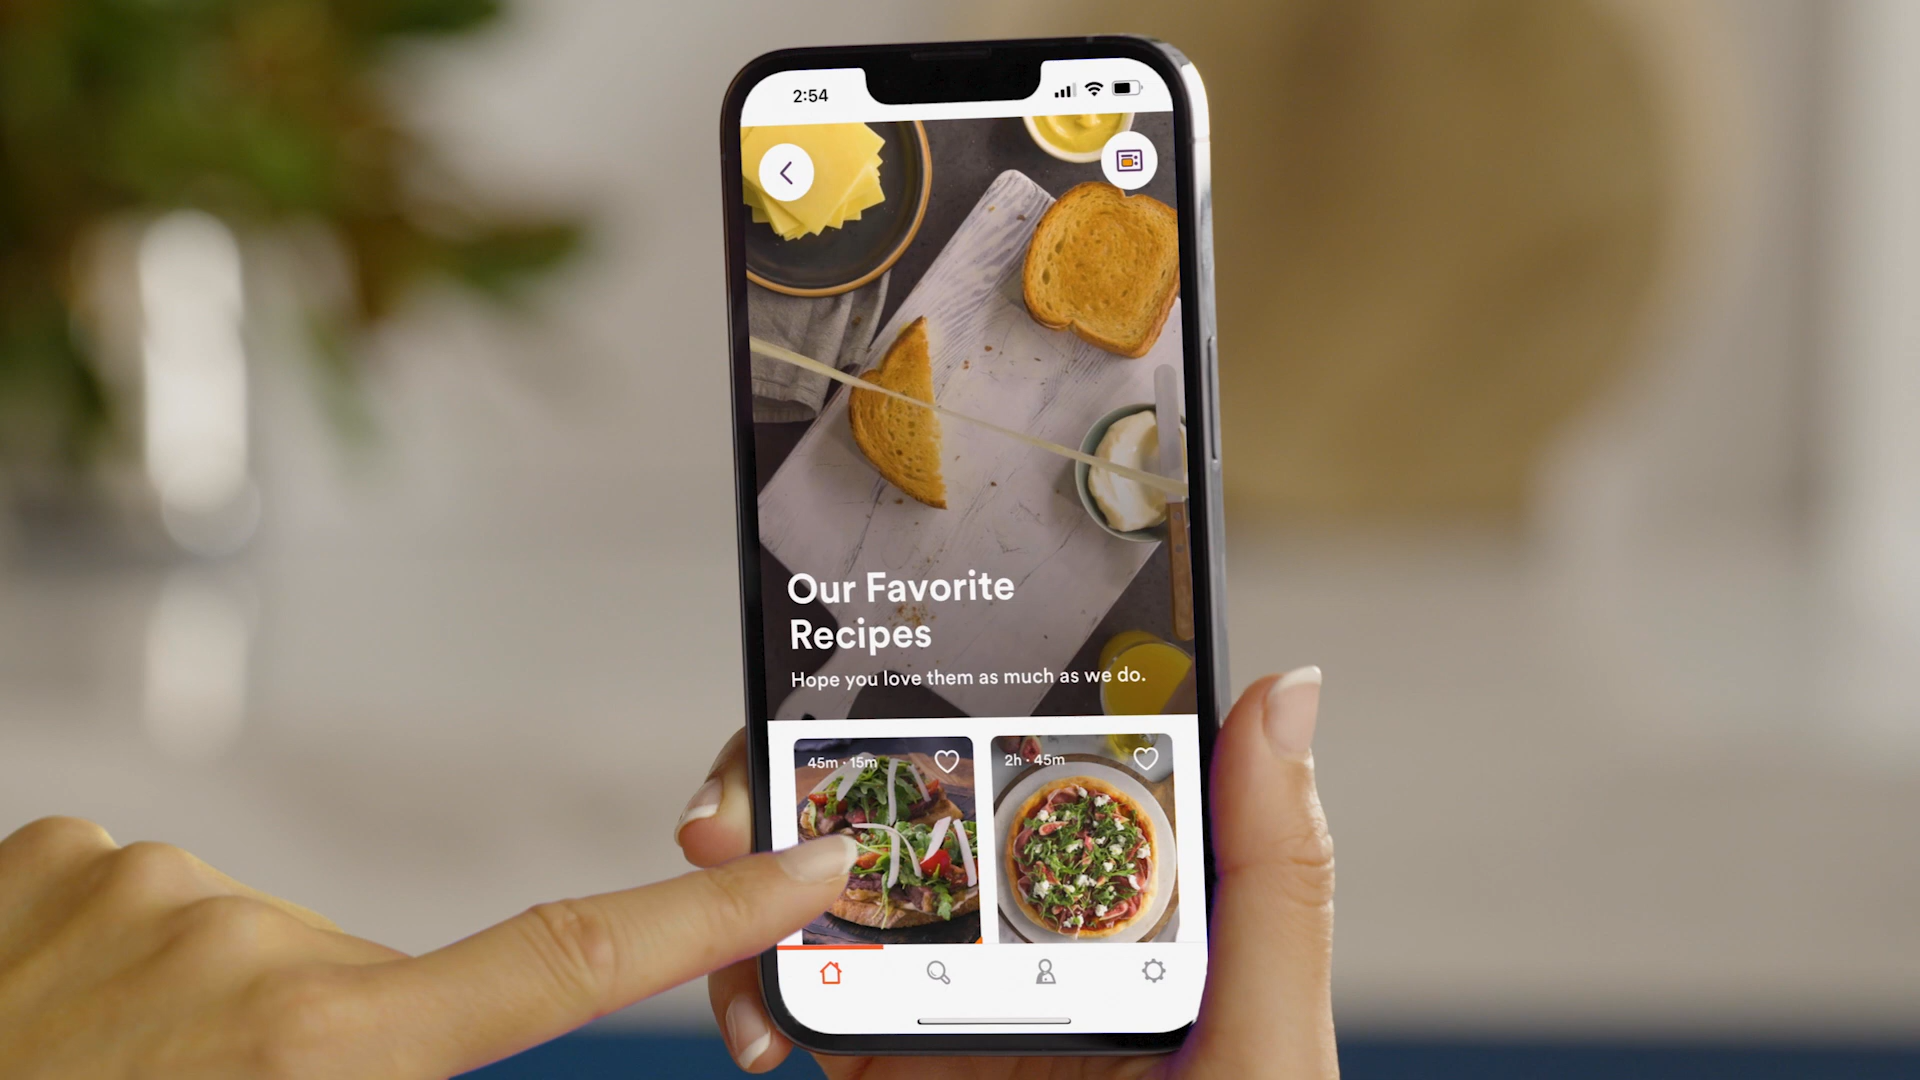 2:54
Our Favorite
Recipes
Hope you love them as much as we do.
45m · 15m
2h · 45m